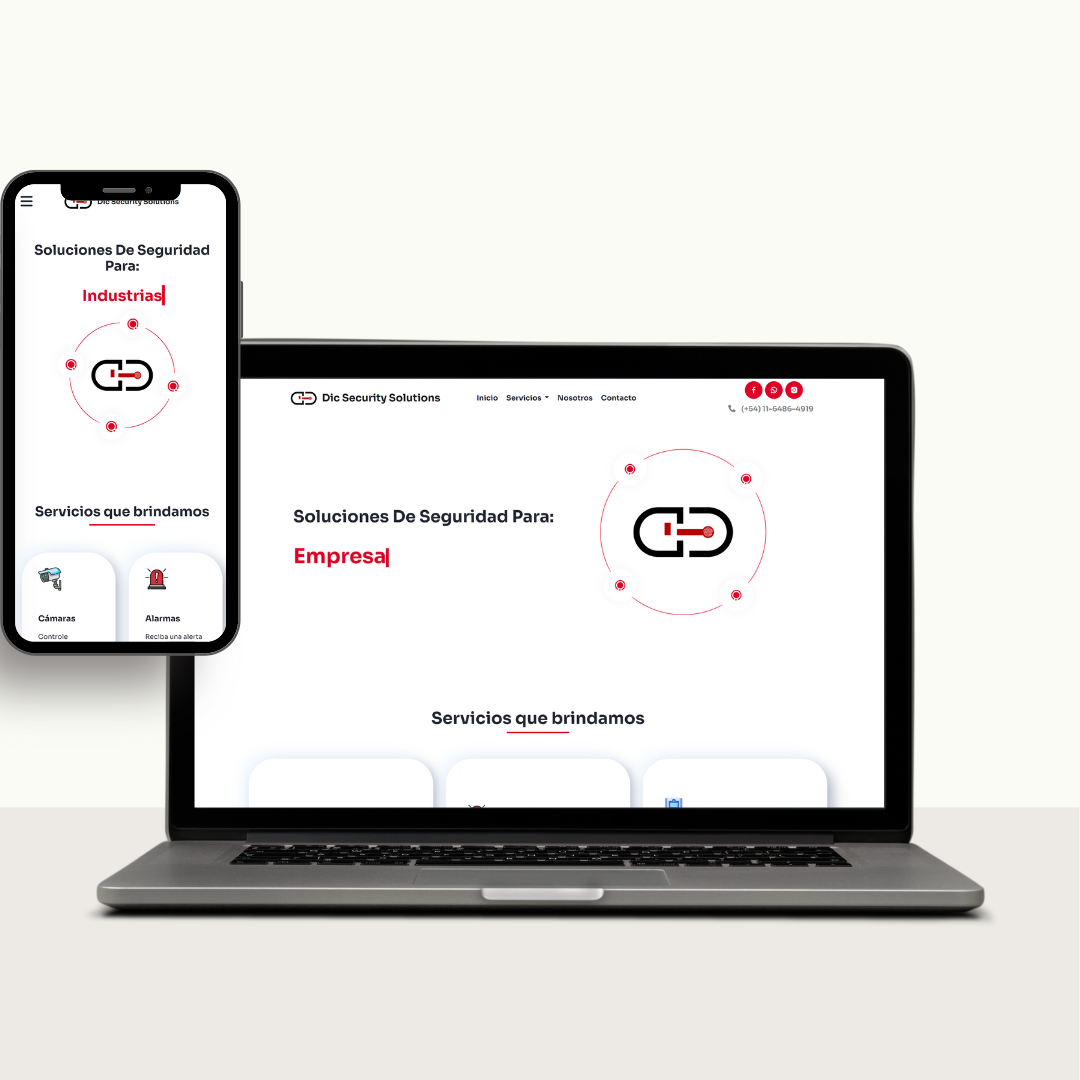 Dic Security Solutions
Soluciones De Seguridad
Para:
Industrias
Servicios que brindamos
Cámaras
Alarmas
Controle
Reciba una alerta
Dic Security Solutions
Inicio Servicios Nosotros Contacto
(+54) 11-6486-4919
Soluciones De Seguridad Para:
Empresa
Servicios que brindamos